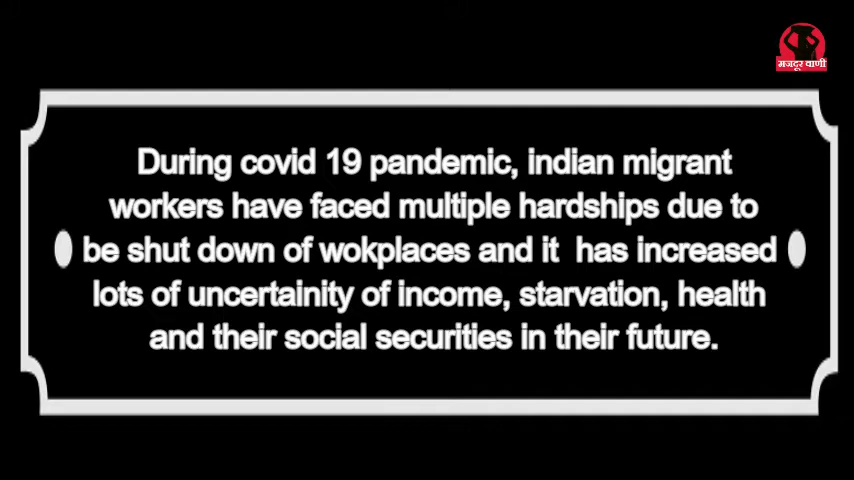 मजदूर वाणी
During covid 19 pandemic, indian migrant
workers have faced multiple hardships due to
be shut down of wokplaces and it  has increased
lots of uncertainity of income, starvation, health
and their social securities in their future.